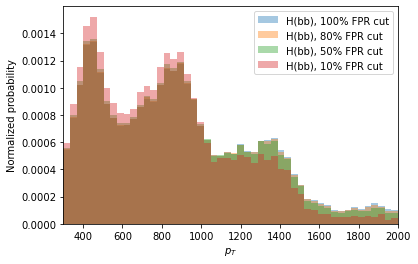 H(bb), 100% FPR cut
H(bb), 80% FPR cut
H(bb), 50% FPR cut
H(bb), 10% FPR cut
Normalized probability
0.0014
0.0012
0.0010
0.0008
0.0006
0.0004
0.0002
0.0000
400 600 800 1000 1200 1400 1600 1800 2000
p_T